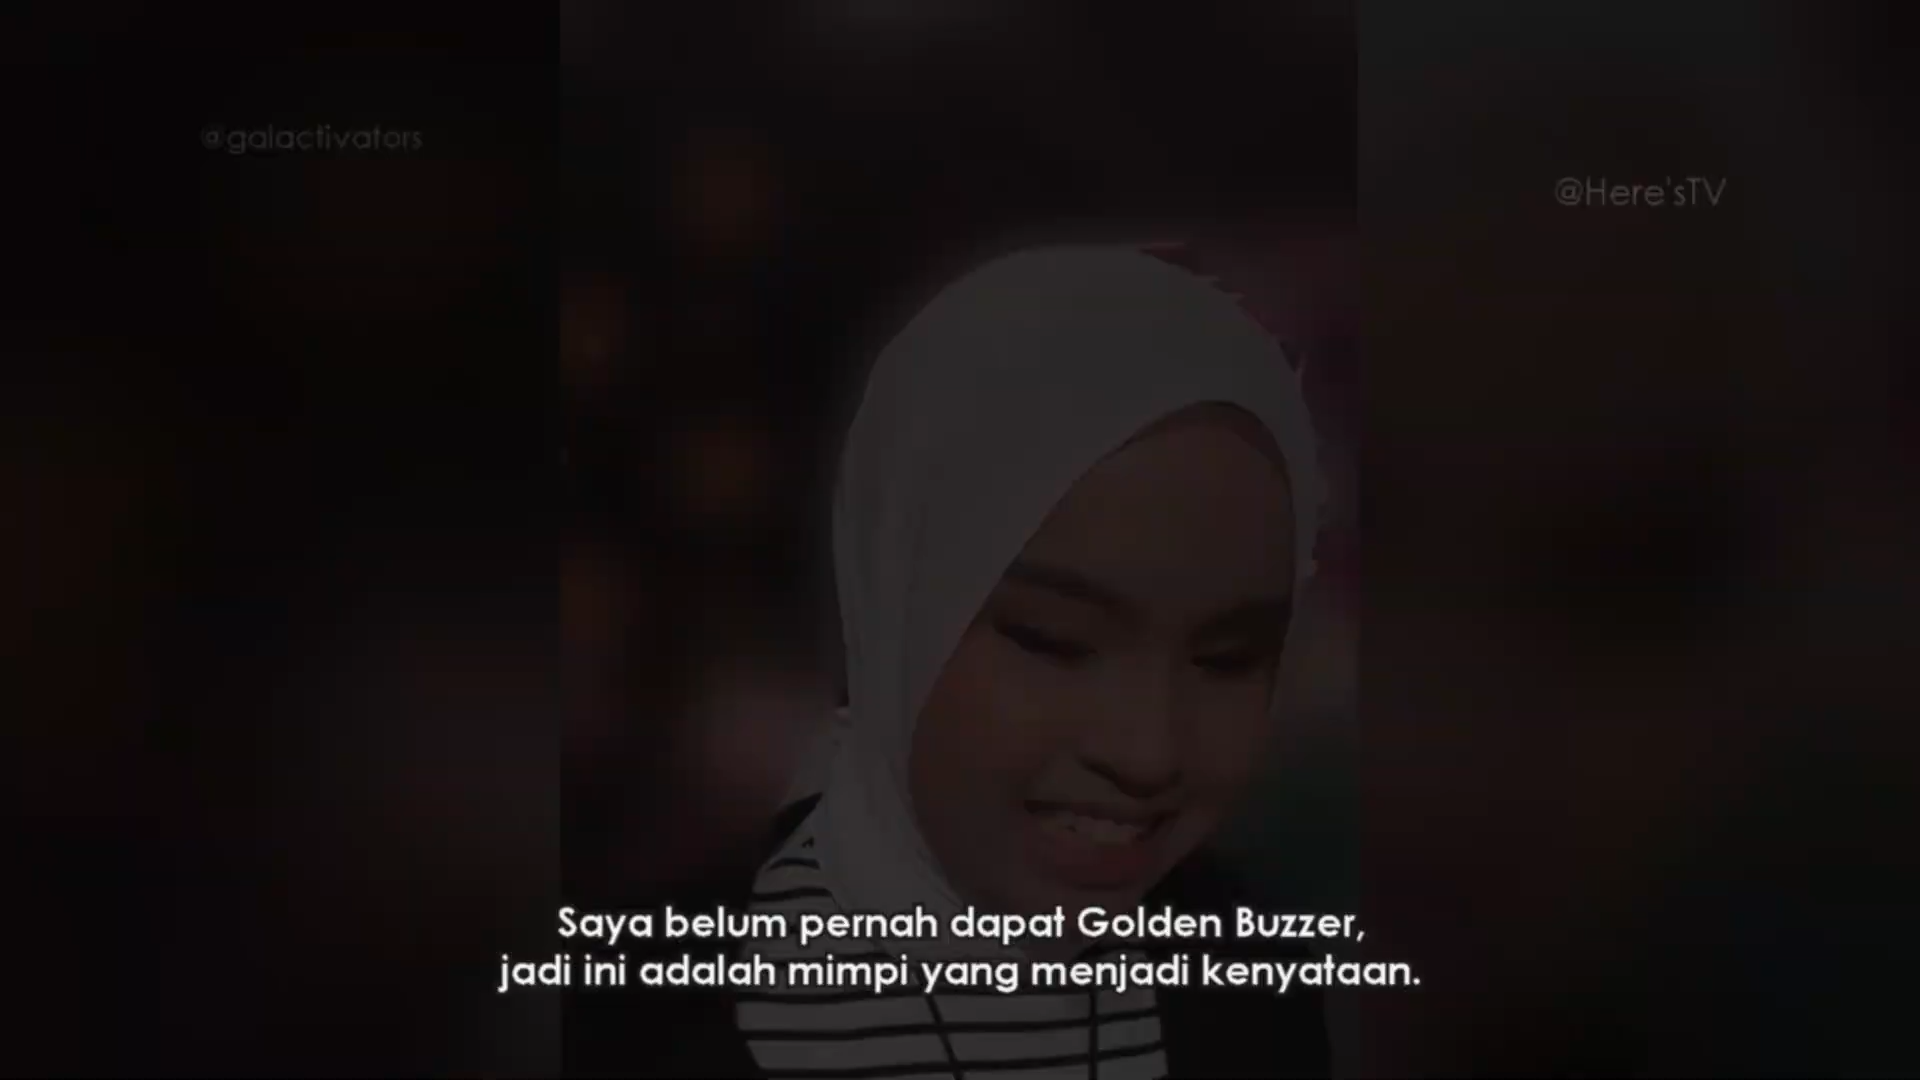 @galactivators
@Here'sTV
Saya belum pernah dapat Golden Buzzer,
jadi ini adalah mimpi yang menjadi kenyataan.